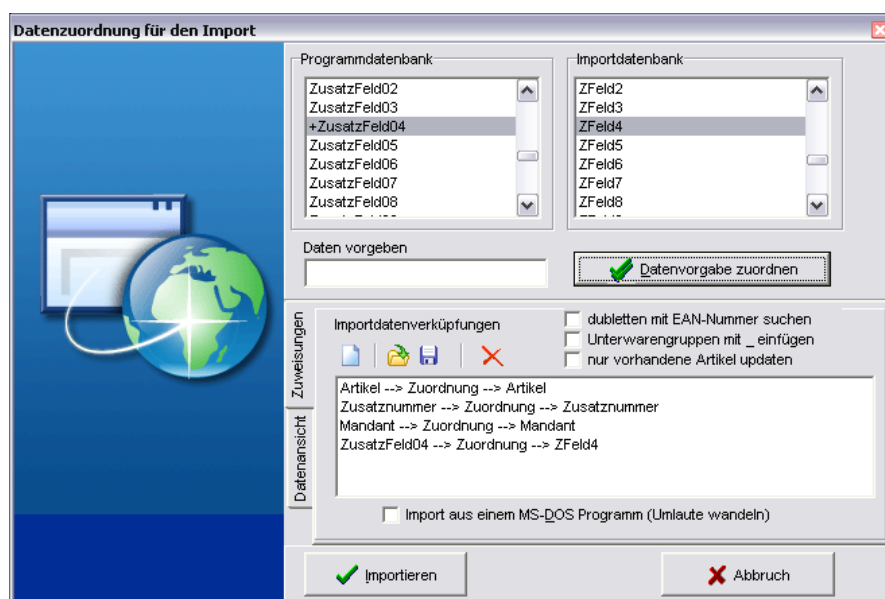 Datenzuordnung für den Import
Programmdatenbank
ZusatzFeld02
ZusatzFeld03
+ZusatzFeld04
ZusatzFeld05
ZusatzFeld06
ZusatzFeld07
ZusatzFeld08
Importdatenbank
ZFeld2
ZFeld3
ZFeld4
ZFeld5
ZFeld6
ZFeld7
ZFeld8
Daten vorgeben
Datenvorgabe zuordnen
Zuweisungen
Datenansicht
Importdatenverküpfungen
dubletten mit EAN-Nummer suchen
Unterwarengruppen mit _ einfügen
nur vorhandene Artikel updaten
Artikel --> Zuordnung --> Artikel
Zusatznummer --> Zuordnung --> Zusatznummer
Mandant --> Zuordnung --> Mandant
ZusatzFeld04 --> Zuordnung --> ZFeld4
Import aus einem MS-DOS Programm (Umlaute wandeln)
Importieren
Abbruch